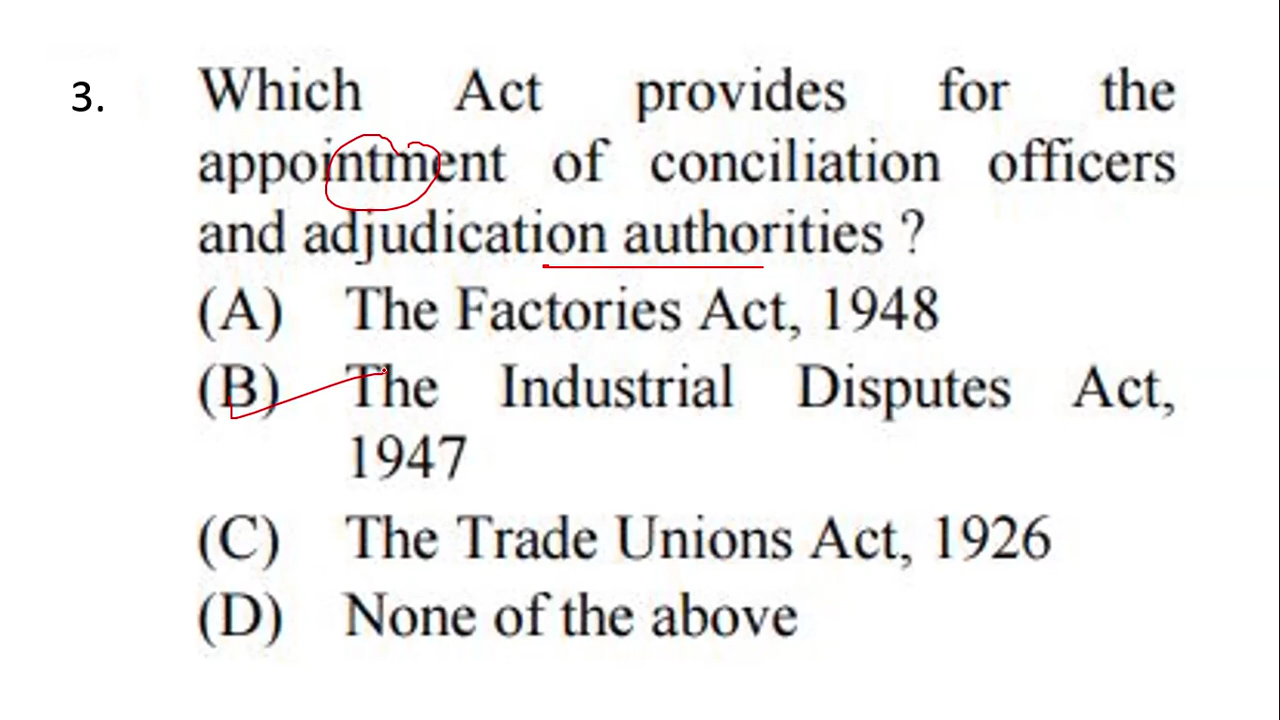 3. Which Act provides for the
appointment of conciliation officers
and adjudication authorities ?
(A) The Factories Act, 1948
(B) The Industrial Disputes Act,
1947
(C) The Trade Unions Act, 1926
(D) None of the above